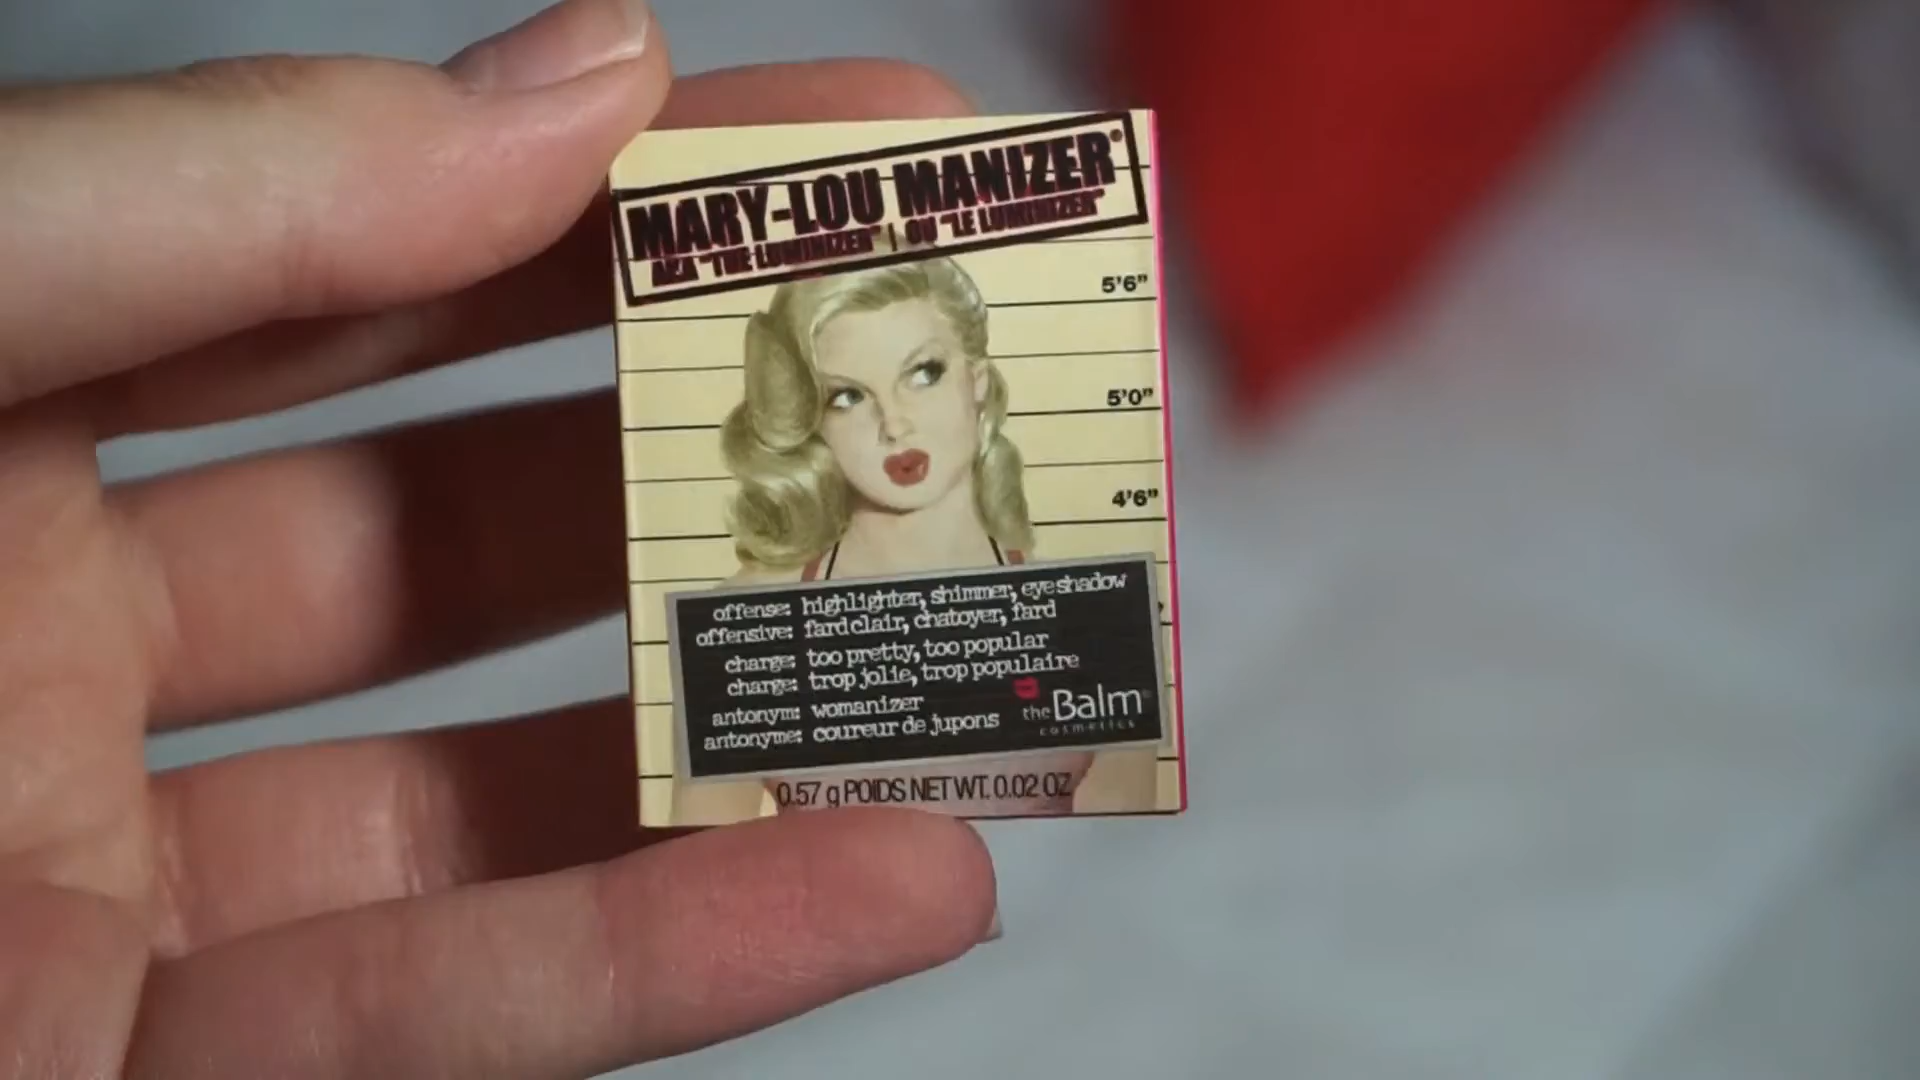 MARY-LOU MANIZER®
AKA "THE LUMINIZER" | OU "LE LUMINIZER"
5'6"
5'0"
4'6"
offense: highlighter, shimmer, eyeshadow
offensive: fard clair, chatoyer, fard
charge: too pretty, too popular
charge: trop jolie, trop populaire
antonym: womanizer
antonyme: coureur de jupons
theBalm®
cosmetics
0.57 g POIDS NET WT. 0.02 OZ